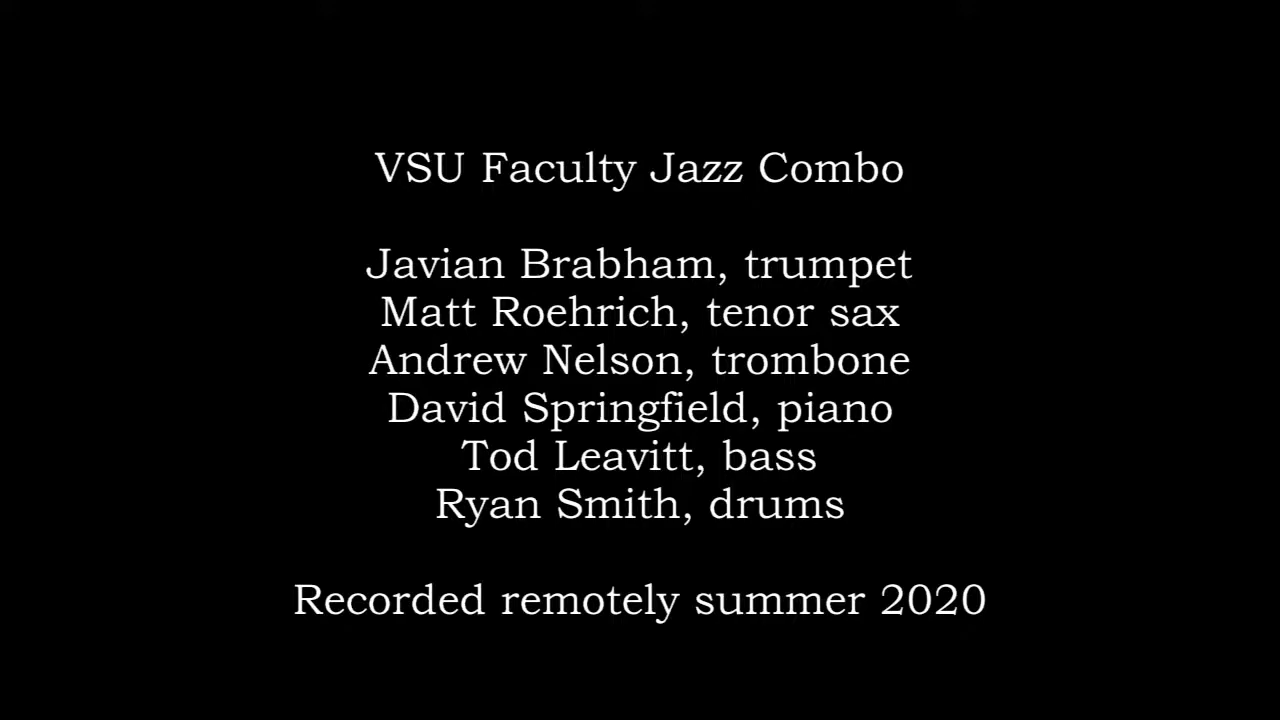 VSU Faculty Jazz Combo
Javian Brabham, trumpet
Matt Roehrich, tenor sax
Andrew Nelson, trombone
David Springfield, piano
Tod Leavitt, bass
Ryan Smith, drums
Recorded remotely summer 2020